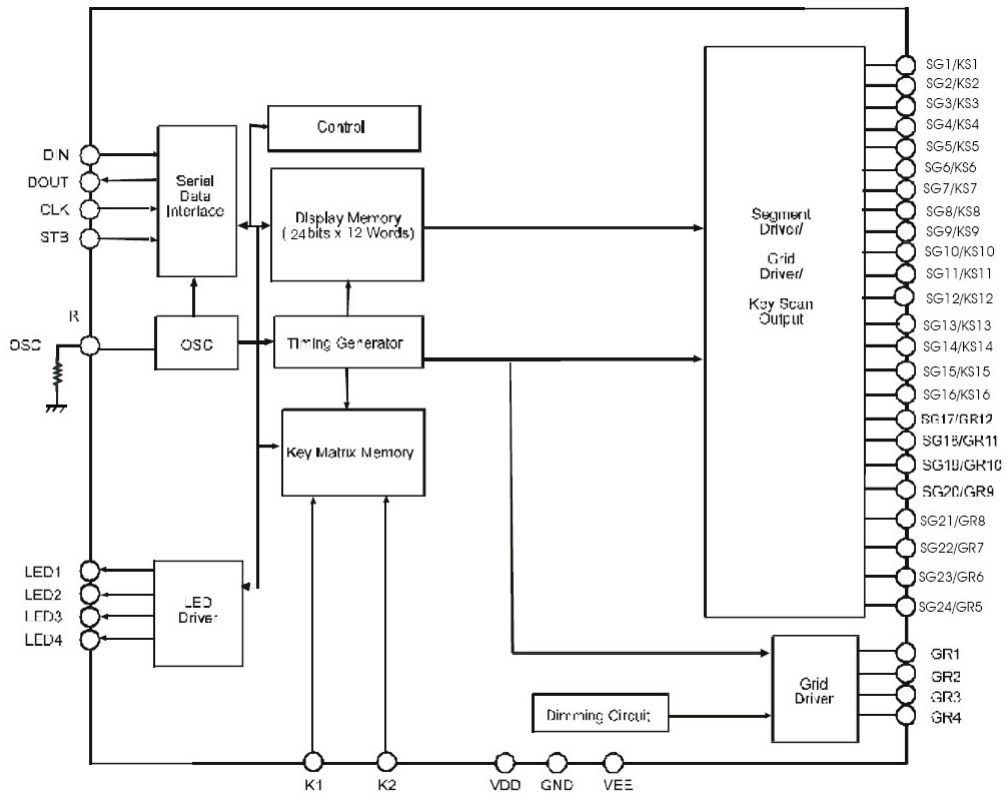 Control
DIN
DOUT
CLK
STB
Serial
Data
Interlace
Display Memory
( 24bits x 12 Words)
Segment
Driver/
Grid
Driver/
Key Scan
Output
R
OSC
OSC
Timing Generator
Key Matrix Memory
LED1
LED2
LED3
LED4
LED
Driver
Dimming Circuit
Grid
Driver
SG1/KS1
SG2/KS2
SG3/KS3
SG4/KS4
SG5/KS5
SG6/KS6
SG7/KS7
SG8/KS8
SG9/KS9
SG10/KS10
SG11/KS11
SG12/KS12
SG13/KS13
SG14/KS14
SG15/KS15
SG16/KS16
SG17/GR12
SG18/GR11
SG19/GR10
SG20/GR9
SG21/GR8
SG22/GR7
SG23/GR6
SG24/GR5
GR1
GR2
GR3
GR4
K1
K2
VDD
GND
VEE